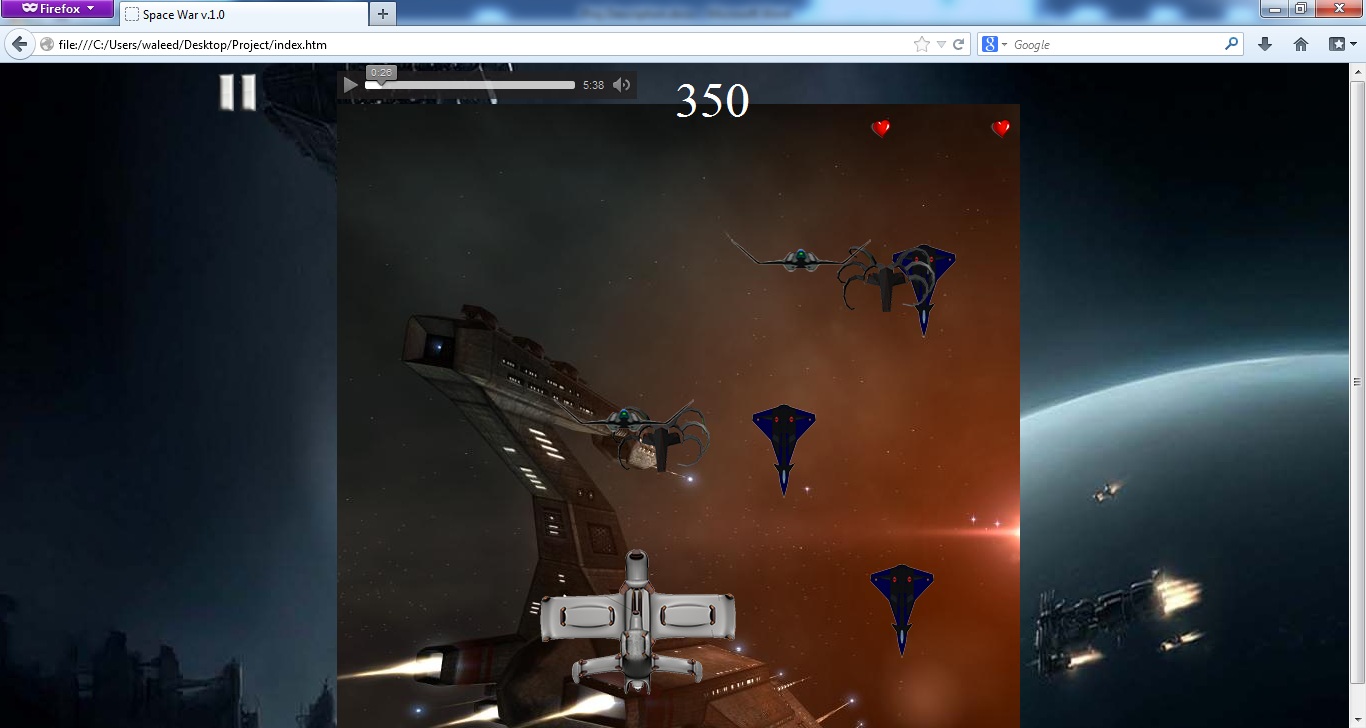 Firefox
Space War v.1.0
file:///C:/Users/waleed/Desktop/Project/index.htm
Google
0:26
5:38
350